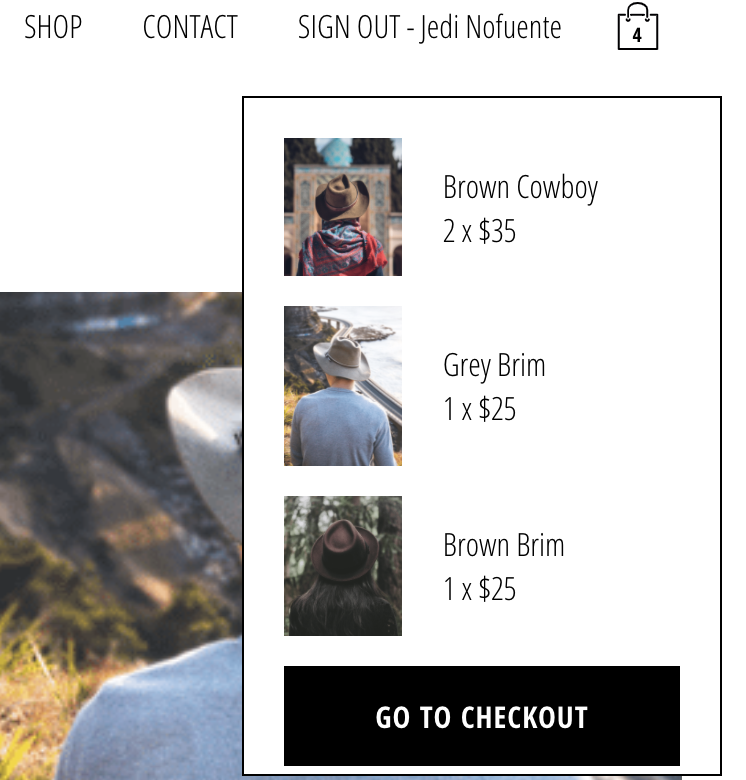 SHOP CONTACT SIGN OUT - Jedi Nofuente 4
Brown Cowboy
2 x $35
Grey Brim
1 x $25
Brown Brim
1 x $25
GO TO CHECKOUT